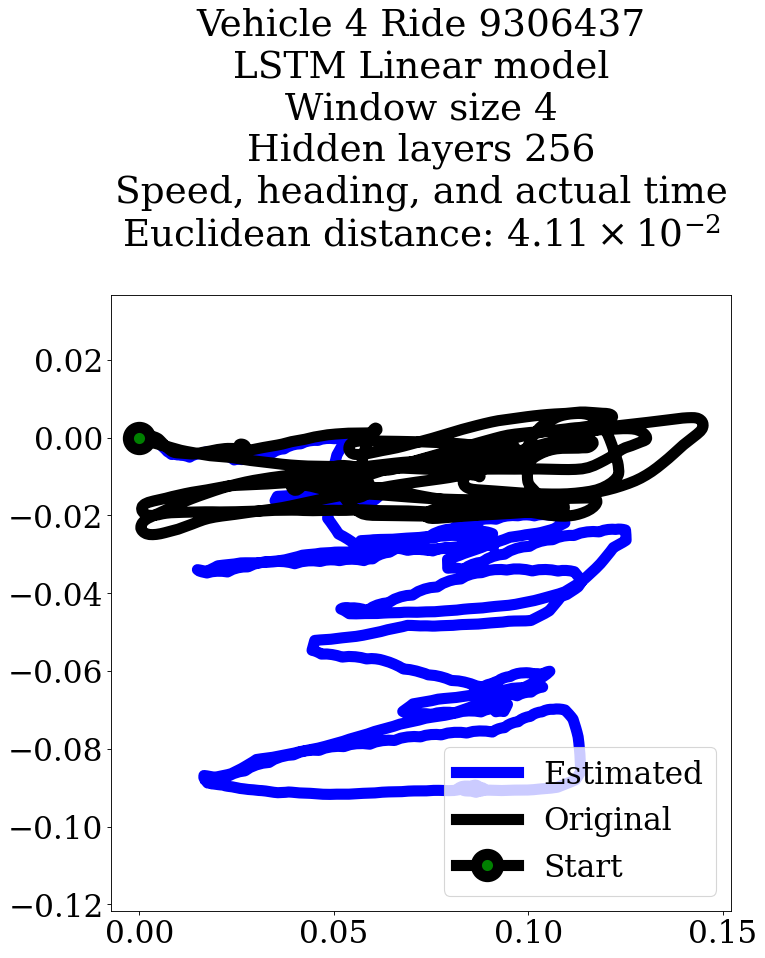 Vehicle 4 Ride 9306437
LSTM Linear model
Window size 4
Hidden layers 256
Speed, heading, and actual time
Euclidean distance: 4.11 × 10⁻²
0.02
0.00
−0.02
−0.04
−0.06
−0.08
−0.10
−0.12
Estimated
Original
Start
0.00 0.05 0.10 0.15